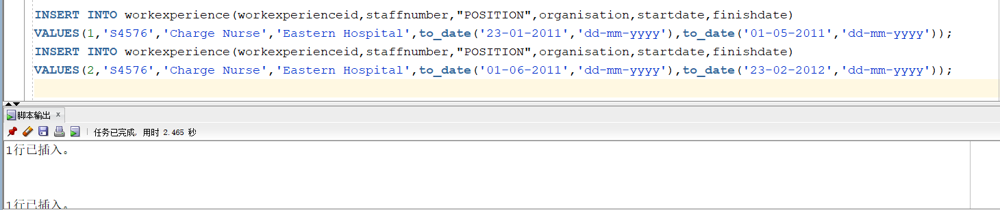 INSERT INTO workexperience(workexperienceid,staffnumber,"POSITION",organisation,startdate,finishdate)
VALUES(1,'S4576','Charge Nurse','Eastern Hospital',to_date('23-01-2011','dd-mm-yyyy'),to_date('01-05-2011','dd-mm-yyyy'));
INSERT INTO workexperience(workexperienceid,staffnumber,"POSITION",organisation,startdate,finishdate)
VALUES(2,'S4576','Charge Nurse','Eastern Hospital',to_date('01-06-2011','dd-mm-yyyy'),to_date('23-02-2012','dd-mm-yyyy'));
脚本输出 x
任务已完成, 用时 2.465 秒
1行已插入。
1行已插入。